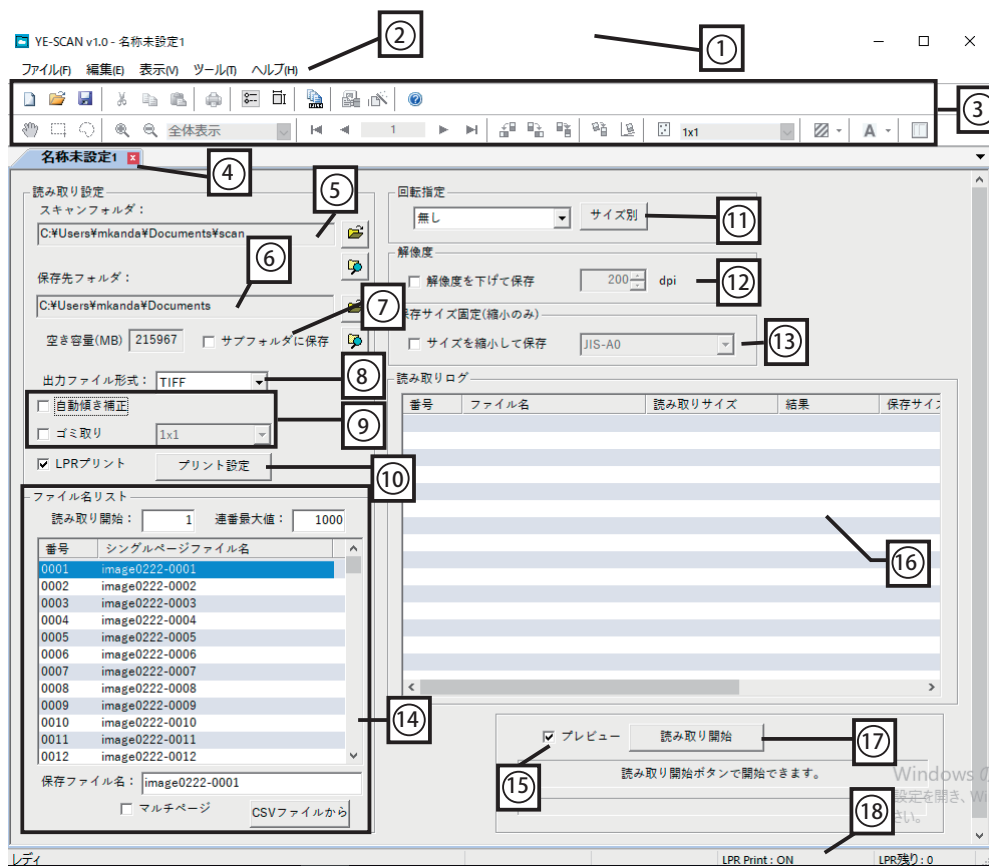 YE-SCAN v1.0 - 名称未設定1
②
①
ファイル(F) 編集(E) 表示(V) ツール(T) ヘルプ(H)
③
全体表示 1 1x1 A
名称未設定1
④
読み取り設定
スキャンフォルダ：
C:¥Users¥mkanda¥Documents¥scan
⑤
⑥
保存先フォルダ：
C:¥Users¥mkanda¥Documents
⑦
空き容量(MB) 215967 サブフォルダに保存
出力ファイル形式： TIFF
⑧
自動傾き補正
ゴミ取り 1x1
⑨
LPRプリント プリント設定
⑩
ファイル名リスト
読み取り開始： 1 連番最大値： 1000
番号 シングルページファイル名
0001 image0222-0001
0002 image0222-0002
0003 image0222-0003
0004 image0222-0004
0005 image0222-0005
0006 image0222-0006
0007 image0222-0007
0008 image0222-0008
0009 image0222-0009
0010 image0222-0010
0011 image0222-0011
0012 image0222-0012
⑭
保存ファイル名： image0222-0001
マルチページ CSVファイルから
回転指定
無し サイズ別
⑪
解像度
解像度を下げて保存 200 dpi
⑫
保存サイズ固定(縮小のみ)
サイズを縮小して保存 JIS-A0
⑬
読み取りログ
番号 ファイル名 読み取りサイズ 結果 保存サイズ
⑯
プレビュー 読み取り開始
⑰
⑮
読み取り開始ボタンで開始できます。
Windows の
設定を開き、Wi
さい。
⑱
レディ LPR Print : ON LPR残り : 0